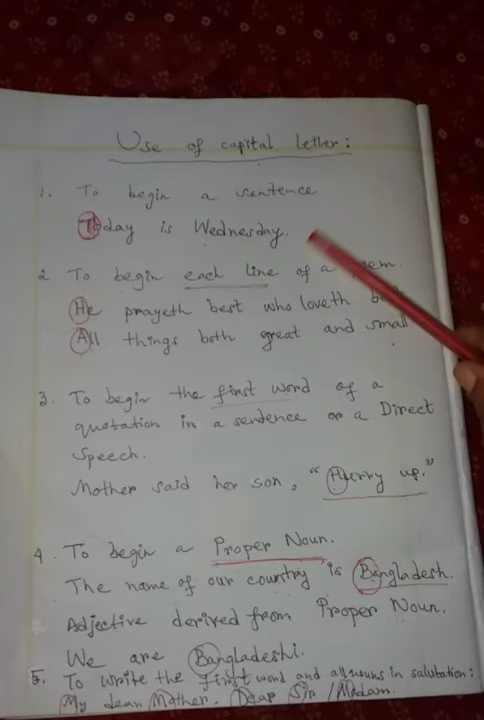 Use of capital letter:
1. To begin a sentence
Today is Wednesday.
2 To begin each line of a
He prayeth best who loveth
All things both great and small
3. To begin the first word of a
quotation in a sentence or a Direct
Speech.
Mother said her son, "Hurry up."
4. To begin a Proper Noun.
The name of our country is Bangladesh.
Adjective derived from Proper Noun.
We are Bangladeshi.
5. To write the first word and all nouns in salutation:
My dear Mother. Dear Sir / Madam.